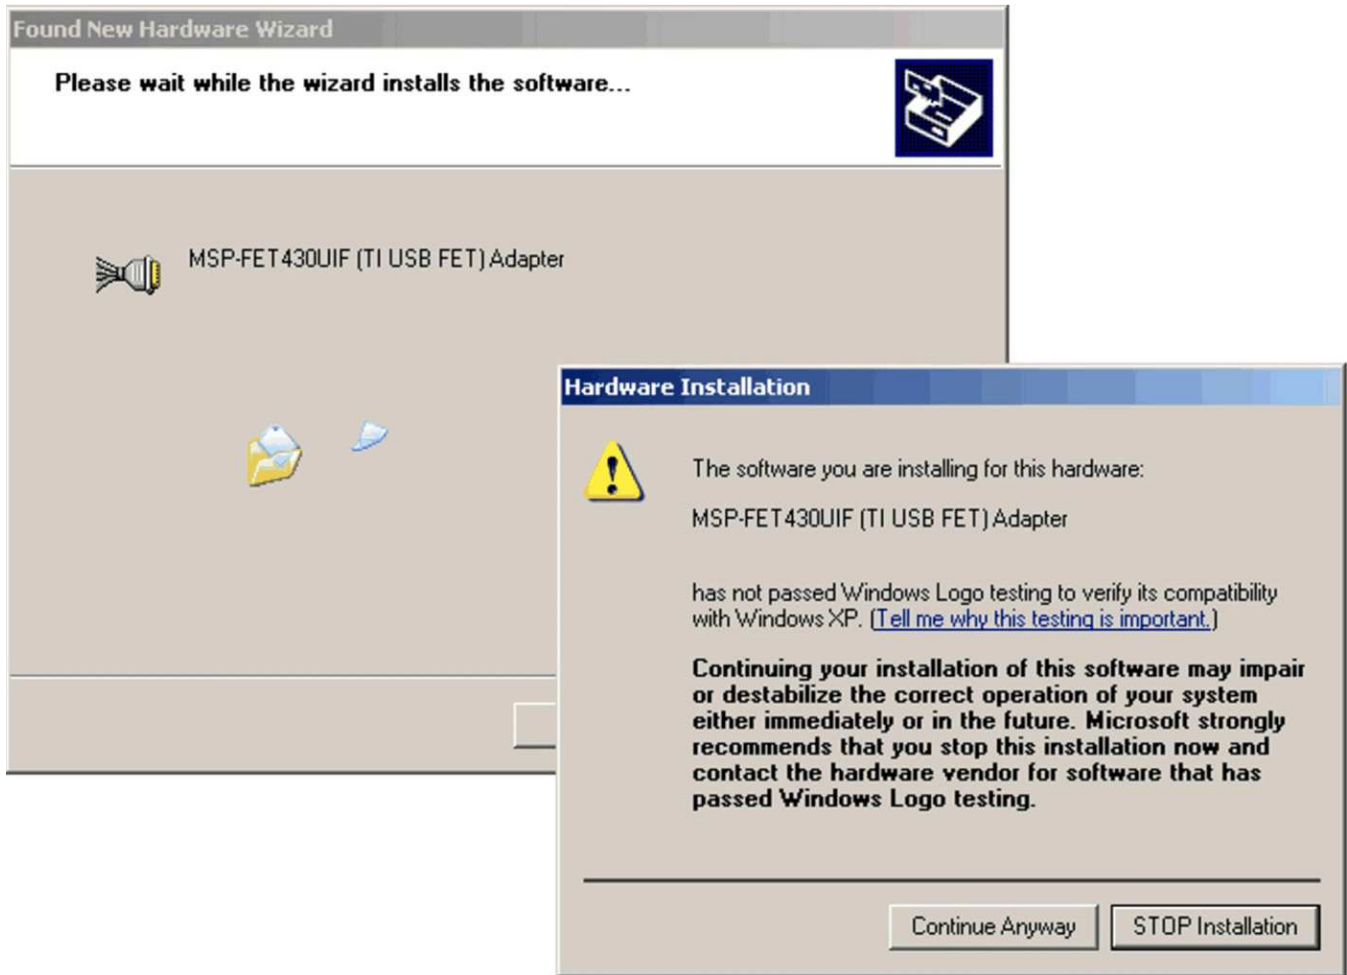 Found New Hardware Wizard
Please wait while the wizard installs the software...
MSP-FET430UIF (TI USB FET) Adapter
Hardware Installation
The software you are installing for this hardware:
MSP-FET430UIF (TI USB FET) Adapter
has not passed Windows Logo testing to verify its compatibility
with Windows XP. (Tell me why this testing is important.)
Continuing your installation of this software may impair
or destabilize the correct operation of your system
either immediately or in the future. Microsoft strongly
recommends that you stop this installation now and
contact the hardware vendor for software that has
passed Windows Logo testing.
Continue Anyway
STOP Installation